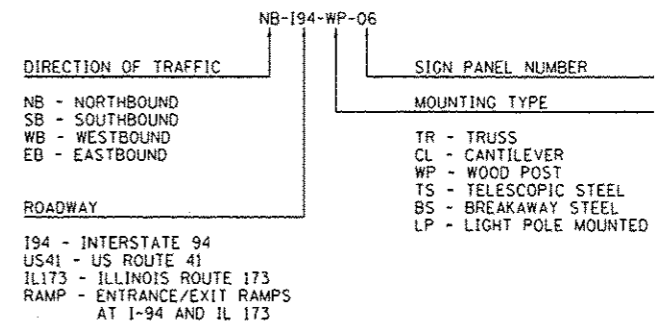 NB-I94-WP-06
DIRECTION OF TRAFFIC
NB - NORTHBOUND
SB - SOUTHBOUND
WB - WESTBOUND
EB - EASTBOUND
ROADWAY
I94 - INTERSTATE 94
US41 - US ROUTE 41
IL173 - ILLINOIS ROUTE 173
RAMP - ENTRANCE/EXIT RAMPS
AT I-94 AND IL 173
SIGN PANEL NUMBER
MOUNTING TYPE
TR - TRUSS
CL - CANTILEVER
WP - WOOD POST
TS - TELESCOPIC STEEL
BS - BREAKAWAY STEEL
LP - LIGHT POLE MOUNTED